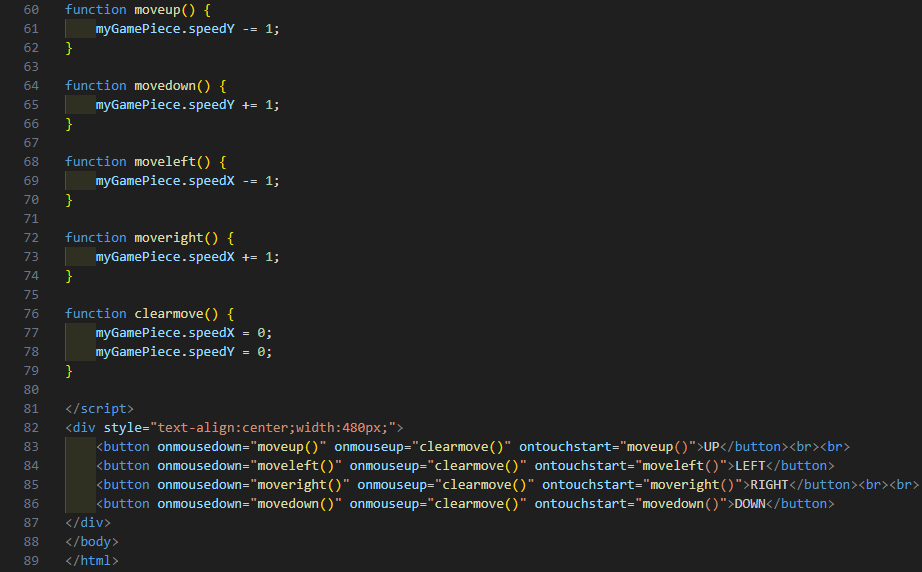 60 function moveup() {
61 myGamePiece.speedY -= 1;
62 }
63
64 function movedown() {
65 myGamePiece.speedY += 1;
66 }
67
68 function moveleft() {
69 myGamePiece.speedX -= 1;
70 }
71
72 function moveright() {
73 myGamePiece.speedX += 1;
74 }
75
76 function clearmove() {
77 myGamePiece.speedX = 0;
78 myGamePiece.speedY = 0;
79 }
80
81 </script>
82 <div style="text-align:center;width:480px;">
83 <button onmousedown="moveup()" onmouseup="clearmove()" ontouchstart="moveup()">UP</button><br><br>
84 <button onmousedown="moveleft()" onmouseup="clearmove()" ontouchstart="moveleft()">LEFT</button>
85 <button onmousedown="moveright()" onmouseup="clearmove()" ontouchstart="moveright()">RIGHT</button><br><br>
86 <button onmousedown="movedown()" onmouseup="clearmove()" ontouchstart="movedown()">DOWN</button>
87 </div>
88 </body>
89 </html>